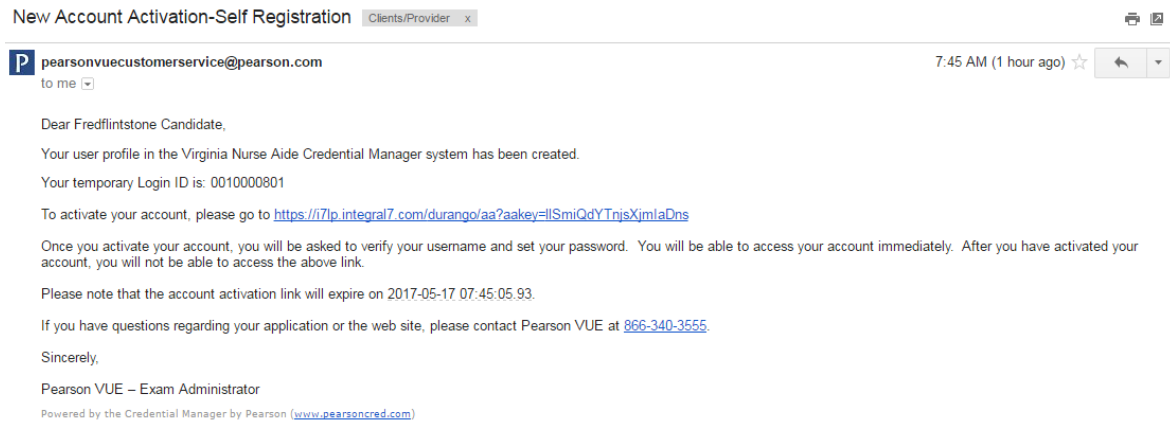 New Account Activation-Self Registration Clients/Provider x
P pearsonvuecustomerservice@pearson.com 7:45 AM (1 hour ago)
to me
Dear Fredflintstone Candidate,
Your user profile in the Virginia Nurse Aide Credential Manager system has been created.
Your temporary Login ID is: 0010000801
To activate your account, please go to https://i7lp.integral7.com/durango/aa?aakey=llSmiQdYTnjsXjmIaDns
Once you activate your account, you will be asked to verify your username and set your password. You will be able to access your account immediately. After you have activated your
account, you will not be able to access the above link.
Please note that the account activation link will expire on 2017-05-17 07:45:05.93.
If you have questions regarding your application or the web site, please contact Pearson VUE at 866-340-3555.
Sincerely,
Pearson VUE – Exam Administrator
Powered by the Credential Manager by Pearson (www.pearsoncred.com)